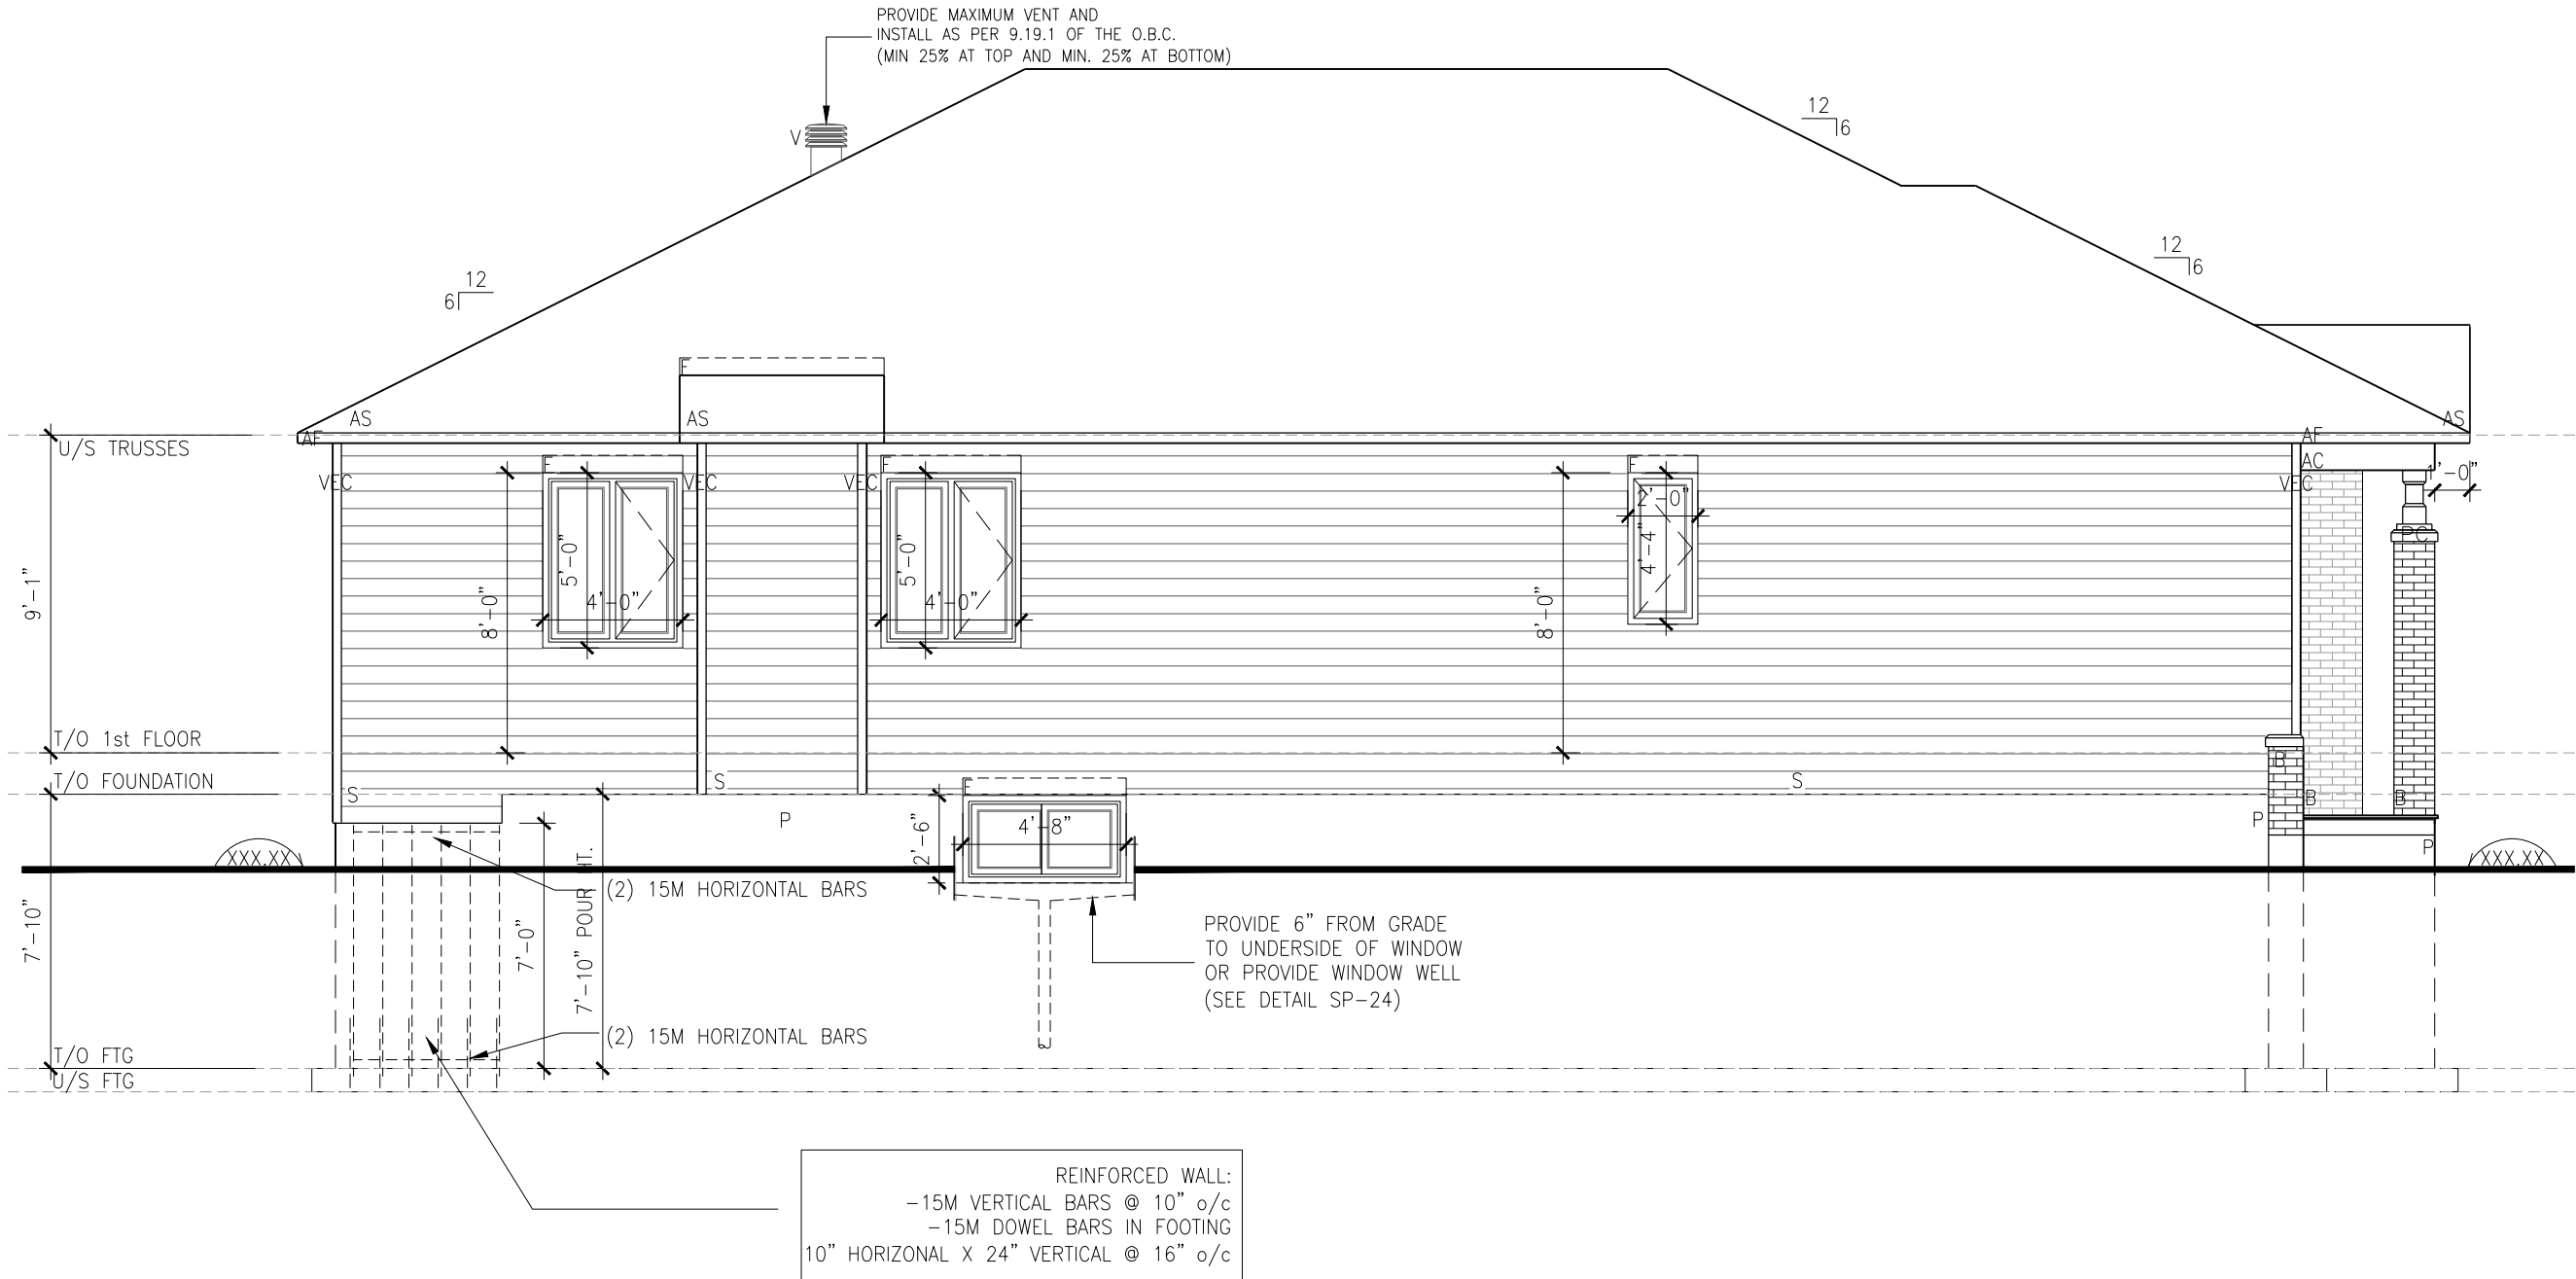 PROVIDE MAXIMUM VENT AND
INSTALL AS PER 9.19.1 OF THE O.B.C.
(MIN 25% AT TOP AND MIN. 25% AT BOTTOM)
V
12
6
12
6
12
6
F
AS
AS
AS
AF
AF
U/S TRUSSES
AC
VEC
VEC
VEC
VEC
F
F
F
1'-0"
2'-0"
PC
5'-0"
5'-0"
4'-4"
4'-0"
4'-0"
9'-1"
8'-0"
8'-0"
T/O 1st FLOOR
B
T/O FOUNDATION
S
S
S
F
B
B
P
P
P
4'-8"
2'-6"
XXX.XX
XXX.XX
(2) 15M HORIZONTAL BARS
7'-10"
7'-0"
7'-10" POUR HT.
PROVIDE 6" FROM GRADE
TO UNDERSIDE OF WINDOW
OR PROVIDE WINDOW WELL
(SEE DETAIL SP-24)
(2) 15M HORIZONTAL BARS
T/O FTG
U/S FTG
REINFORCED WALL:
-15M VERTICAL BARS @ 10" o/c
-15M DOWEL BARS IN FOOTING
10" HORIZONAL X 24" VERTICAL @ 16" o/c